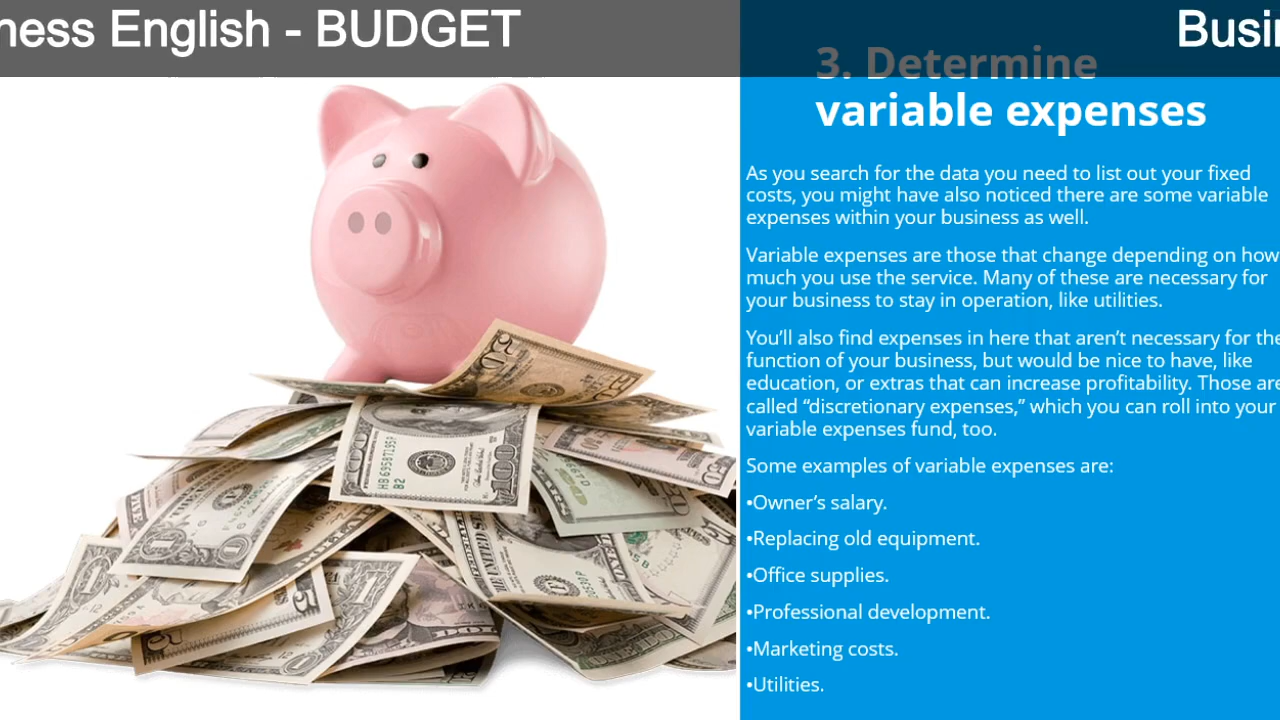 ness English - BUDGET
Busi
3. Determine
variable expenses
As you search for the data you need to list out your fixed
costs, you might have also noticed there are some variable
expenses within your business as well.
Variable expenses are those that change depending on how
much you use the service. Many of these are necessary for
your business to stay in operation, like utilities.
You’ll also find expenses in here that aren’t necessary for the
function of your business, but would be nice to have, like
education, or extras that can increase profitability. Those are
called “discretionary expenses,” which you can roll into your
variable expenses fund, too.
Some examples of variable expenses are:
•Owner’s salary.
•Replacing old equipment.
•Office supplies.
•Professional development.
•Marketing costs.
•Utilities.
HB 69587195P
B2
100